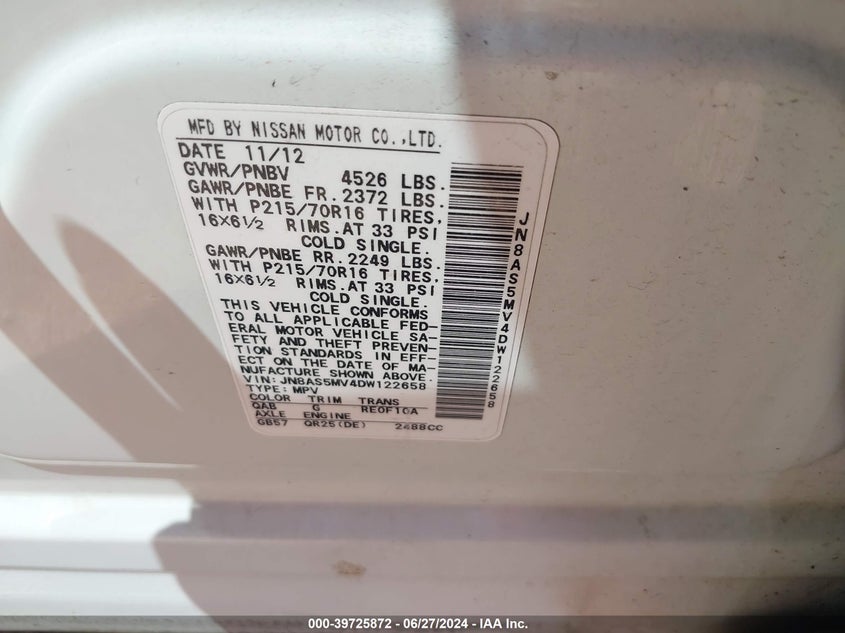 MFD BY NISSAN MOTOR CO.,LTD.
DATE 11/12
GVWR/PNBV 4526 LBS.
GAWR/PNBE FR. 2372 LBS.
WITH P215/70R16 TIRES,
16X6½ RIMS. AT 33 PSI
COLD SINGLE.
GAWR/PNBE RR. 2249 LBS.
WITH P215/70R16 TIRES,
16X6½ RIMS. AT 33 PSI
COLD SINGLE.
THIS VEHICLE CONFORMS
TO ALL APPLICABLE FED-
ERAL MOTOR VEHICLE SA-
FETY AND THEFT PREVEN-
TION STANDARDS IN EFF-
ECT ON THE DATE OF MA-
NUFACTURE SHOWN ABOVE.
VIN: JN8AS5MV4DW122658
TYPE: MPV
COLOR TRIM TRANS
QAB G RE0F10A
AXLE ENGINE
GB57 QR25(DE) 2488CC
JN8AS5MV4DW122658
000-39725872 - 06/27/2024 - IAA Inc.